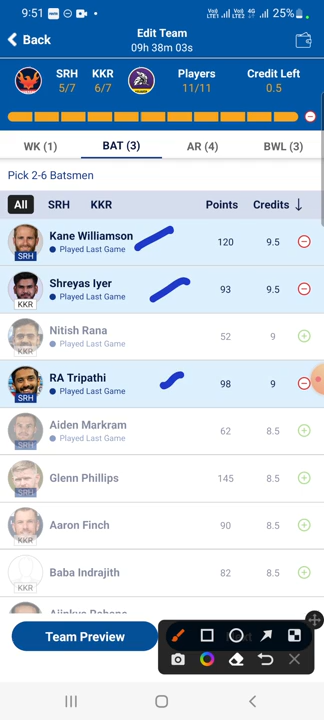 9:51
25%
Back
Edit Team
09h 38m 03s
SRH KKR Players Credit Left
5/7 6/7 11/11 0.5
WK (1) BAT (3) AR (4) BWL (3)
Pick 2-6 Batsmen
All SRH KKR Points Credits ↓
Kane Williamson
Played Last Game
120 9.5
SRH
Shreyas Iyer
Played Last Game
93 9.5
KKR
Nitish Rana
Played Last Game
52 9
KKR
RA Tripathi
Played Last Game
98 9
SRH
Aiden Markram
Played Last Game
62 8.5
SRH
Glenn Phillips
145 8.5
SRH
Aaron Finch
90 8.5
KKR
Baba Indrajith
82 8.5
KKR
Team Preview